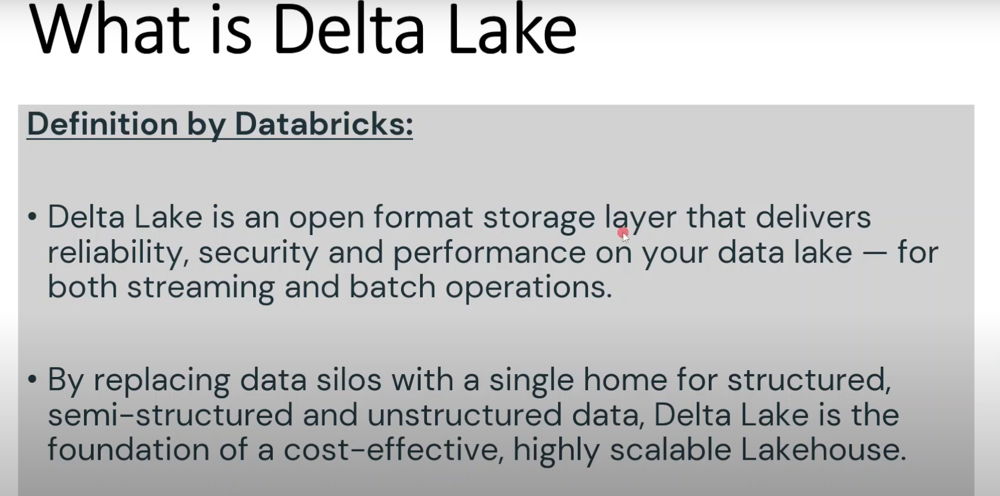 What is Delta Lake
Definition by Databricks:
• Delta Lake is an open format storage layer that delivers
reliability, security and performance on your data lake — for
both streaming and batch operations.
• By replacing data silos with a single home for structured,
semi-structured and unstructured data, Delta Lake is the
foundation of a cost-effective, highly scalable Lakehouse.